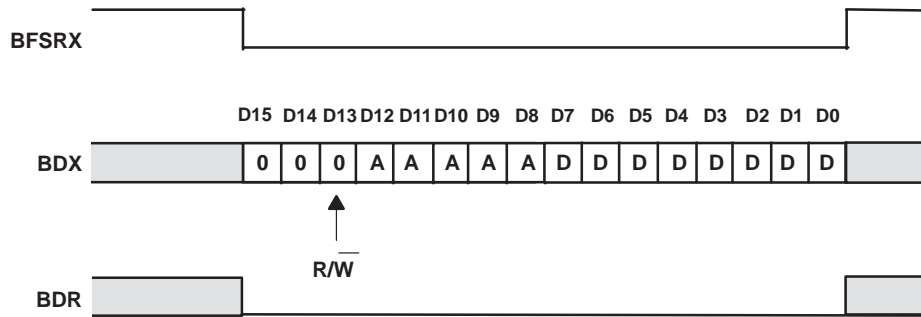 BFSRX
D15 D14 D13 D12 D11 D10 D9 D8 D7 D6 D5 D4 D3 D2 D1 D0
BDX 0 0 0 A A A A A D D D D D D D D
R/W̅
BDR